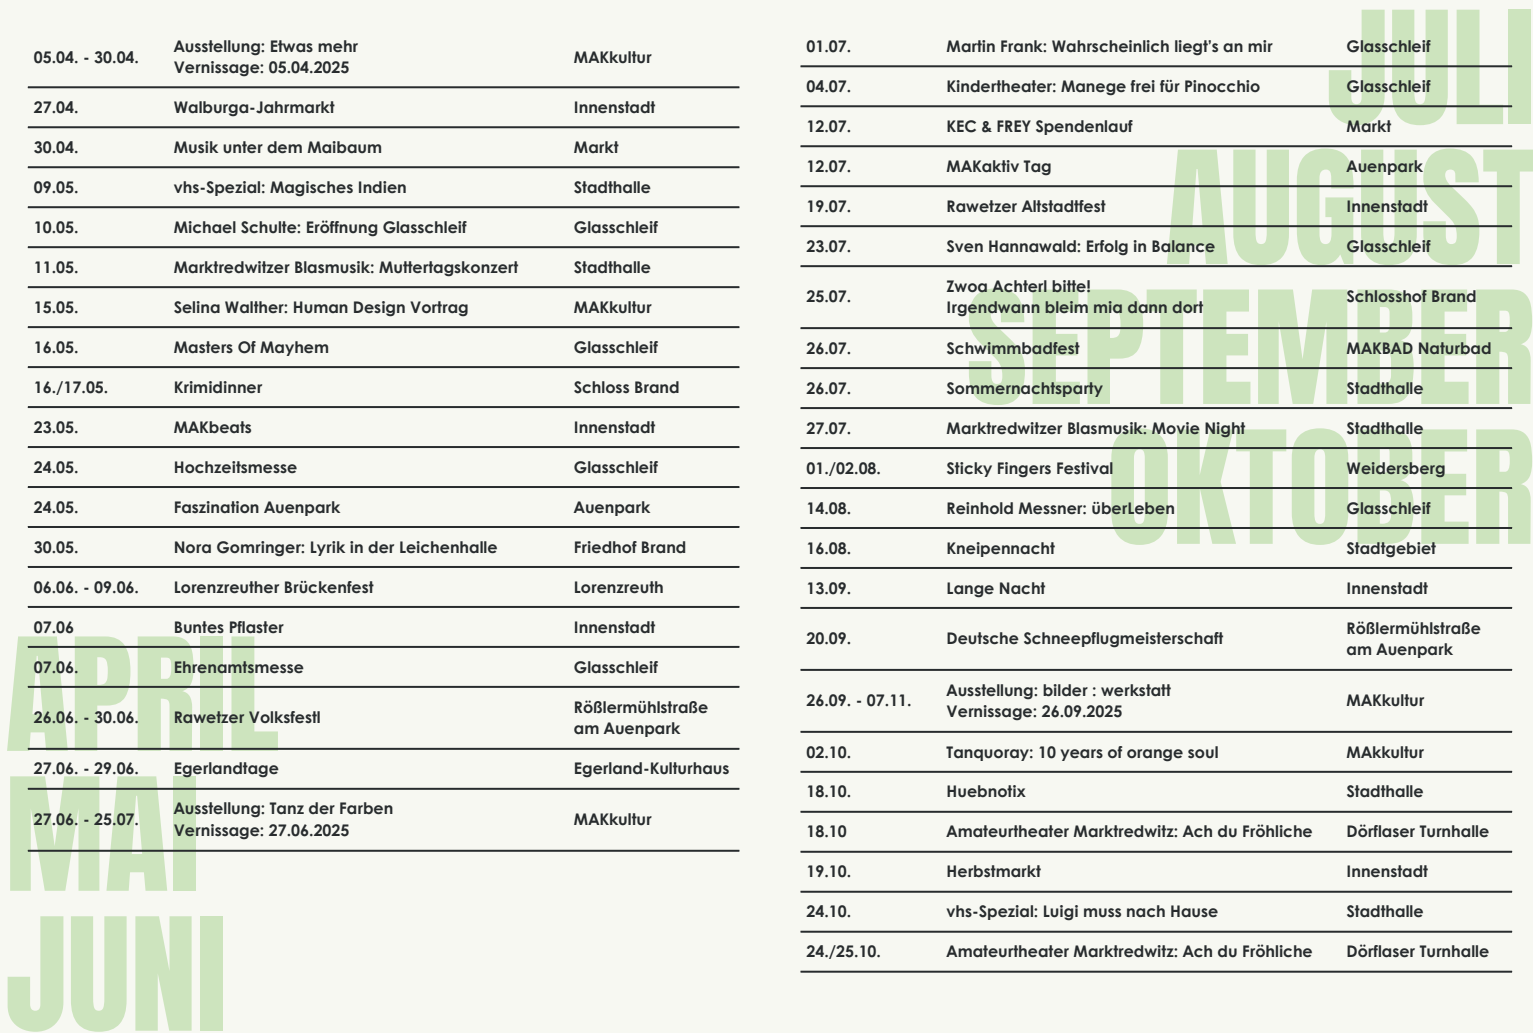 05.04. - 30.04. Ausstellung: Etwas mehr
Vernissage: 05.04.2025 MAKkultur
27.04. Walburga-Jahrmarkt Innenstadt
30.04. Musik unter dem Maibaum Markt
09.05. vhs-Spezial: Magisches Indien Stadthalle
10.05. Michael Schulte: Eröffnung Glasschleif Glasschleif
11.05. Marktredwitzer Blasmusik: Muttertagskonzert Stadthalle
15.05. Selina Walther: Human Design Vortrag MAKkultur
16.05. Masters Of Mayhem Glasschleif
16./17.05. Krimidinner Schloss Brand
23.05. MAKbeats Innenstadt
24.05. Hochzeitsmesse Glasschleif
24.05. Faszination Auenpark Auenpark
30.05. Nora Gomringer: Lyrik in der Leichenhalle Friedhof Brand
06.06. - 09.06. Lorenzreuther Brückenfest Lorenzreuth
07.06 Buntes Pflaster Innenstadt
07.06. Ehrenamtsmesse Glasschleif
26.06. - 30.06. Rawetzer Volksfestl Rößlermühlstraße
am Auenpark
27.06. - 29.06. Egerlandtage Egerland-Kulturhaus
27.06. - 25.07. Ausstellung: Tanz der Farben
Vernissage: 27.06.2025 MAKkultur
APRIL
MAI
JUNI
01.07. Martin Frank: Wahrscheinlich liegt's an mir Glasschleif
04.07. Kindertheater: Manege frei für Pinocchio Glasschleif
12.07. KEC & FREY Spendenlauf Markt
12.07. MAKaktiv Tag Auenpark
19.07. Rawetzer Altstadtfest Innenstadt
23.07. Sven Hannawald: Erfolg in Balance Glasschleif
25.07. Zwoa Achterl bitte!
Irgendwann bleim mia dann dort Schlosshof Brand
26.07. Schwimmbadfest MAKBAD Naturbad
26.07. Sommernachtsparty Stadthalle
27.07. Marktredwitzer Blasmusik: Movie Night Stadthalle
01./02.08. Sticky Fingers Festival Weidersberg
14.08. Reinhold Messner: überLeben Glasschleif
16.08. Kneipennacht Stadtgebiet
13.09. Lange Nacht Innenstadt
20.09. Deutsche Schneepflugmeisterschaft Rößlermühlstraße
am Auenpark
26.09. - 07.11. Ausstellung: bilder : werkstatt
Vernissage: 26.09.2025 MAKkultur
02.10. Tanquoray: 10 years of orange soul MAkkultur
18.10. Huebnotix Stadthalle
18.10 Amateurtheater Marktredwitz: Ach du Fröhliche Dörflaser Turnhalle
19.10. Herbstmarkt Innenstadt
24.10. vhs-Spezial: Luigi muss nach Hause Stadthalle
24./25.10. Amateurtheater Marktredwitz: Ach du Fröhliche Dörflaser Turnhalle
JULI
AUGUST
SEPTEMBER
OKTOBER